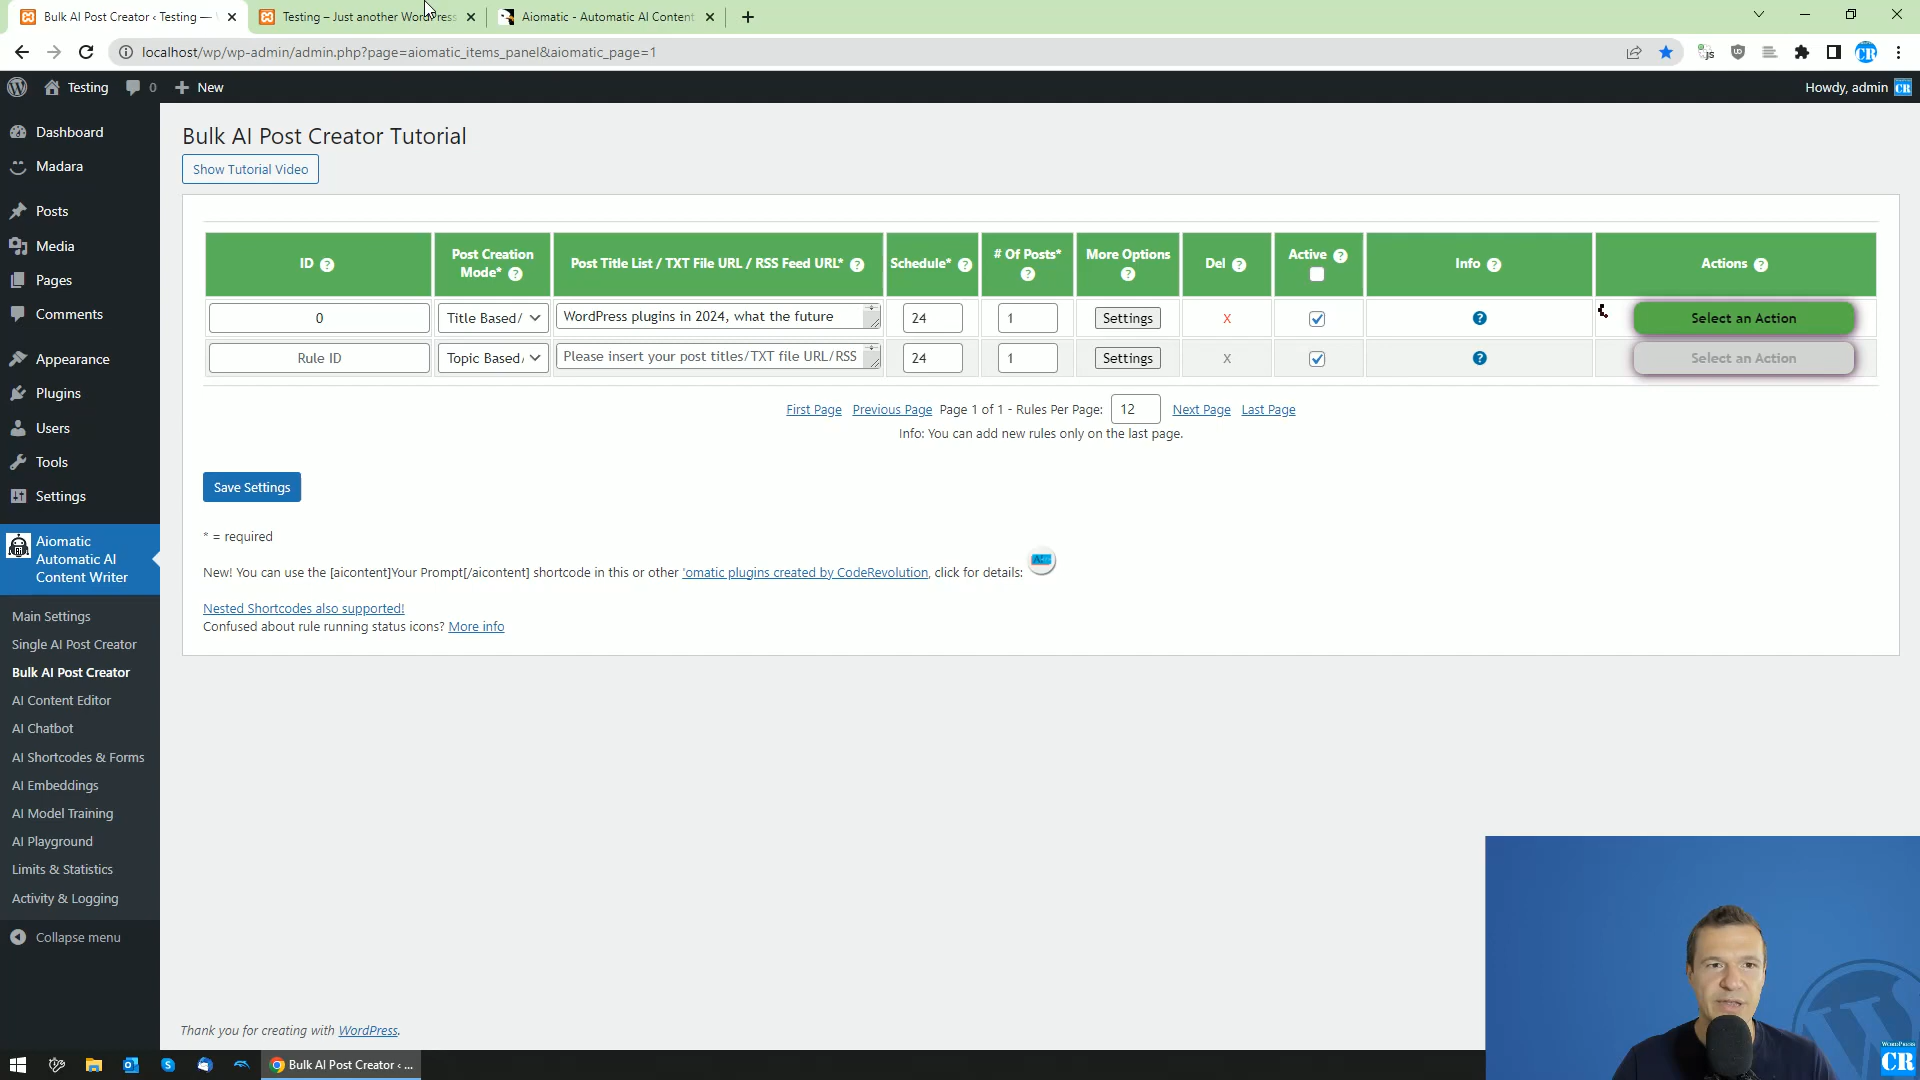 Bulk AI Post Creator ‹ Testing —
Testing – Just another WordPress
Aiomatic - Automatic AI Content
localhost/wp/wp-admin/admin.php?page=aiomatic_items_panel&aiomatic_page=1
Testing
0
New
Howdy, admin
CR
Dashboard
Madara
Posts
Media
Pages
Comments
Appearance
Plugins
Users
Tools
Settings
Aiomatic
Automatic AI
Content Writer
Main Settings
Single AI Post Creator
Bulk AI Post Creator
AI Content Editor
AI Chatbot
AI Shortcodes & Forms
AI Embeddings
AI Model Training
AI Playground
Limits & Statistics
Activity & Logging
Collapse menu
Bulk AI Post Creator Tutorial
Show Tutorial Video
ID ?
Post Creation
Mode* ?
Post Title List / TXT File URL / RSS Feed URL* ?
Schedule* ?
# Of Posts*
?
More Options
?
Del ?
Active ?
Info ?
Actions ?
0
Title Based/
WordPress plugins in 2024, what the future
24
1
Settings
X
?
Select an Action
Rule ID
Topic Based/
Please insert your post titles/TXT file URL/RSS
24
1
Settings
X
?
Select an Action
First Page Previous Page Page 1 of 1 - Rules Per Page: 12 Next Page Last Page
Info: You can add new rules only on the last page.
Save Settings
* = required
New! You can use the [aicontent]Your Prompt[/aicontent] shortcode in this or other 'omatic plugins created by CodeRevolution, click for details:
Nested Shortcodes also supported!
Confused about rule running status icons? More info
Thank you for creating with WordPress.
Bulk AI Post Creator ‹ ...
WORDPRESS
CR